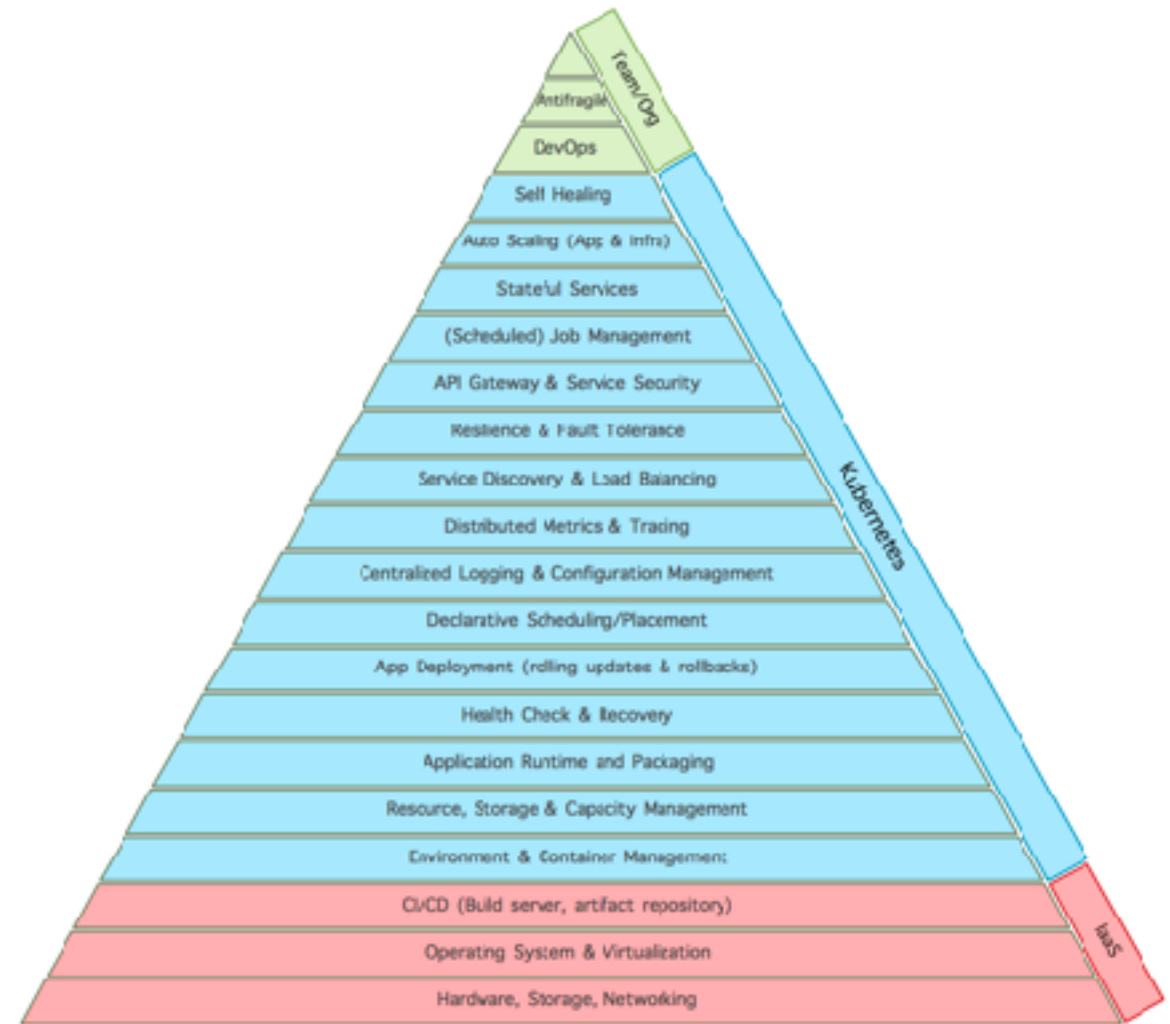 Team/Org
Antifragile
DevOps
Self Healing
Auto Scaling (App & Infra)
Stateful Services
(Scheduled) Job Management
API Gateway & Service Security
Resilience & Fault Tolerance
Service Discovery & Load Balancing
Kubernetes
Distributed Metrics & Tracing
Centralized Logging & Configuration Management
Declarative Scheduling/Placement
App Deployment (rolling updates & rollbacks)
Health Check & Recovery
Application Runtime and Packaging
Resource, Storage & Capacity Management
Environment & Container Management
CI/CD (Build server, artifact repository)
IaaS
Operating System & Virtualization
Hardware, Storage, Networking